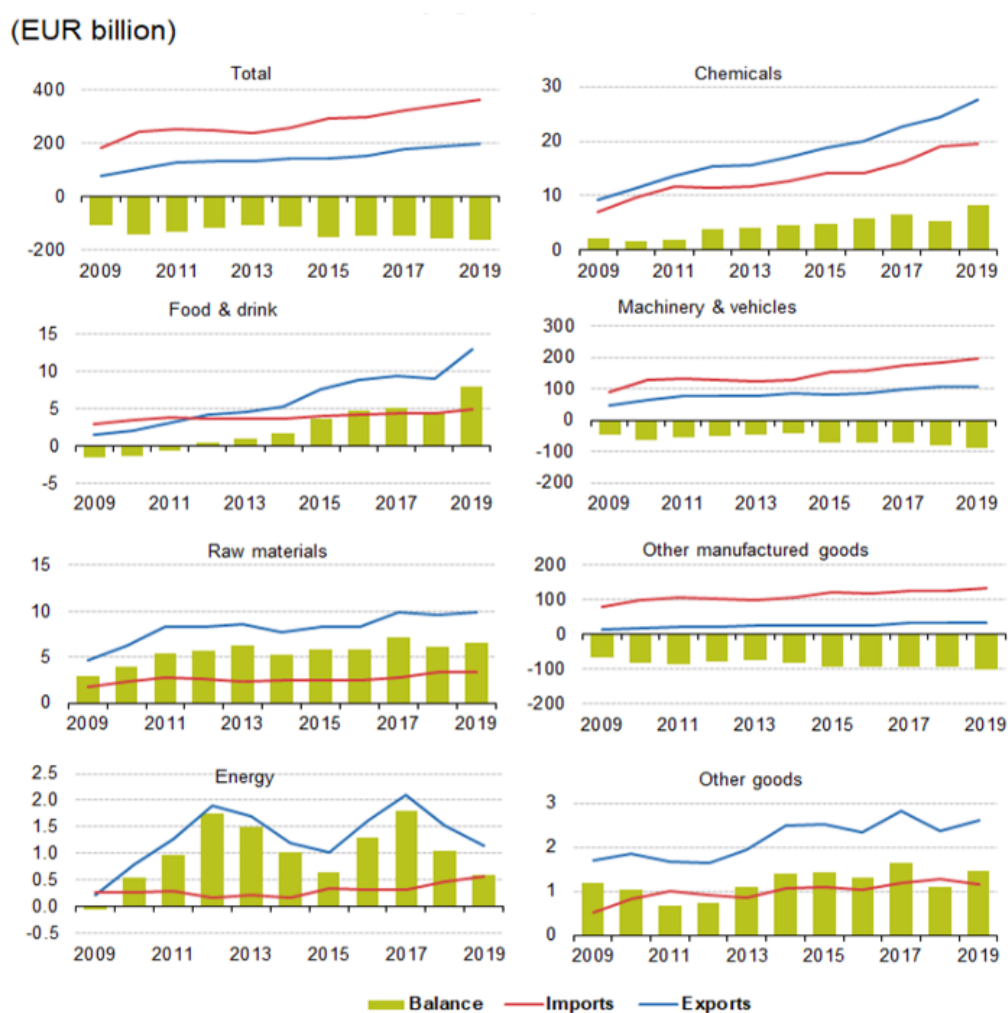 (EUR billion)
Total
400
200
0
-200
2009 2011 2013 2015 2017 2019
Chemicals
30
20
10
0
2009 2011 2013 2015 2017 2019
Food & drink
15
10
5
0
-5
2009 2011 2013 2015 2017 2019
Machinery & vehicles
300
200
100
0
-100
-200
2009 2011 2013 2015 2017 2019
Raw materials
15
10
5
0
2009 2011 2013 2015 2017 2019
Other manufactured goods
200
100
0
-100
-200
2009 2011 2013 2015 2017 2019
Energy
2.5
2.0
1.5
1.0
0.5
0.0
-0.5
2009 2011 2013 2015 2017 2019
Other goods
3
2
1
0
2009 2011 2013 2015 2017 2019
Balance Imports Exports